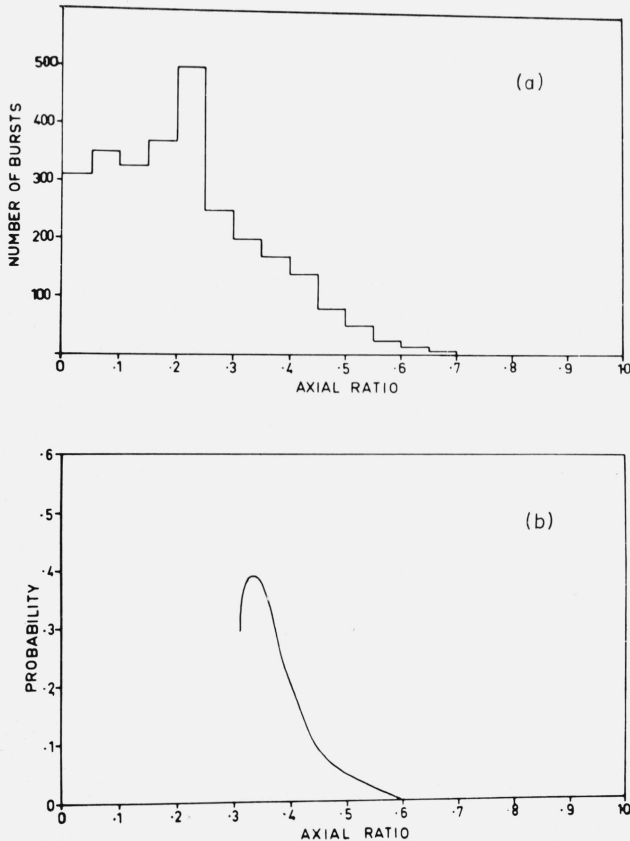 (a)
NUMBER OF BURSTS
500
400
300
200
100
0 ·1 ·2 ·3 ·4 ·5 ·6 ·7 ·8 ·9 10
AXIAL RATIO
(b)
PROBABILITY
·6
·5
·4
·3
·2
·1
0
0 ·1 ·2 ·3 ·4 ·5 ·6 ·7 ·8 ·9 10
AXIAL RATIO